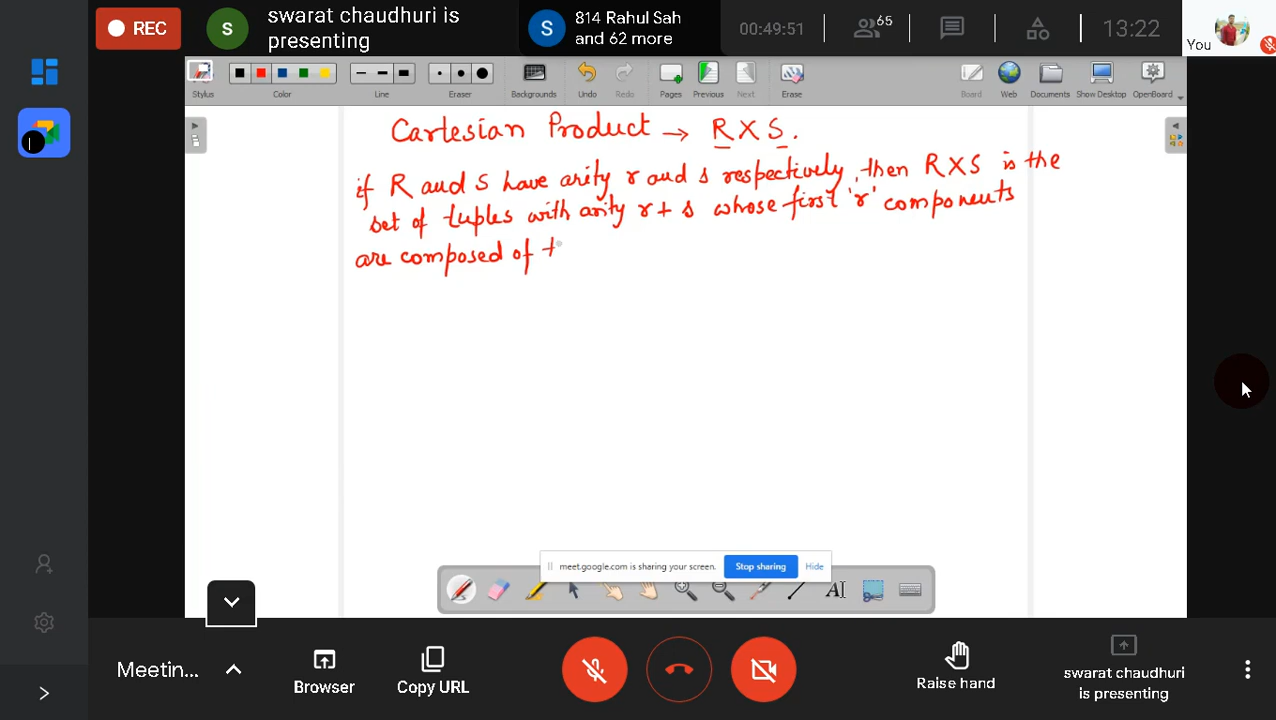 REC
S
swarat chaudhuri is
presenting
S
814 Rahul Sah
and 62 more
00:49:51
65
13:22
You
Stylus
Color
Line
Eraser
Backgrounds
Undo
Redo
Pages
Previous
Next
Erase
Board
Web
Documents
Show Desktop
OpenBoard
Cartesian Product → R X S.
if R and S have arity r and s respectively, then R X S is the
set of tuples with arity r + s whose first 'r' components
are composed of t
meet.google.com is sharing your screen.
Stop sharing
Hide
Meetin...
Browser
Copy URL
Raise hand
swarat chaudhuri
is presenting